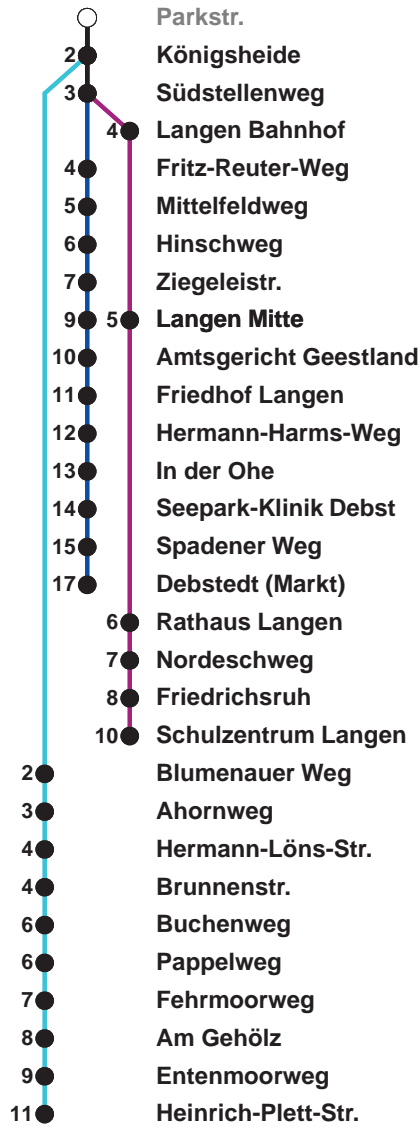 Parkstr.
2 Königsheide
3 Südstellenweg
4 Langen Bahnhof
4 Fritz-Reuter-Weg
5 Mittelfeldweg
6 Hinschweg
7 Ziegeleistr.
9 5 Langen Mitte
10 Amtsgericht Geestland
11 Friedhof Langen
12 Hermann-Harms-Weg
13 In der Ohe
14 Seepark-Klinik Debst
15 Spadener Weg
17 Debstedt (Markt)
6 Rathaus Langen
7 Nordeschweg
8 Friedrichsruh
10 Schulzentrum Langen
2 Blumenauer Weg
3 Ahornweg
4 Hermann-Löns-Str.
4 Brunnenstr.
6 Buchenweg
6 Pappelweg
7 Fehrmoorweg
8 Am Gehölz
9 Entenmoorweg
11 Heinrich-Plett-Str.